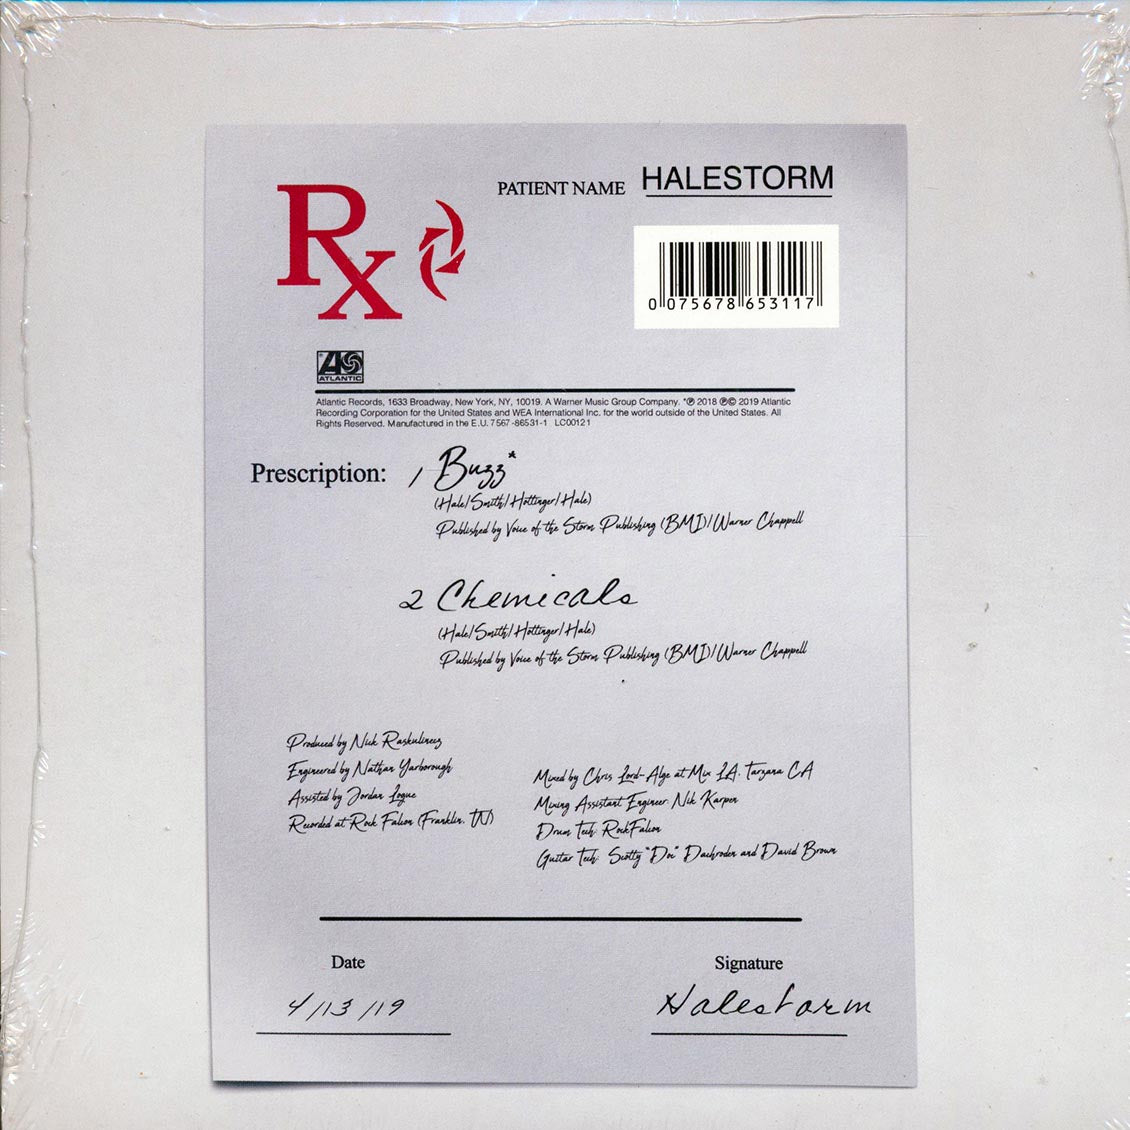 Rx
PATIENT NAME HALESTORM
0 075678 653117
ATLANTIC
Atlantic Records, 1633 Broadway, New York, NY, 10019. A Warner Music Group Company. *℗ 2018 ℗© 2019 Atlantic
Recording Corporation for the United States and WEA International Inc. for the world outside of the United States. All
Rights Reserved. Manufactured in the E.U. 7567-86531-1 LC00121
Prescription: 1 Buzz*
(Hale/Smith/Hottinger/Hale)
Published by Voice of the Storm Publishing (BMI)/Warner Chappell
2 Chemicals
(Hale/Smith/Hottinger/Hale)
Published by Voice of the Storm Publishing (BMI)/Warner Chappell
Produced by Nick Raskulinecz
Engineered by Nathan Yarborough
Assisted by Jordan Logue
Recorded at Rock Falcon (Franklin, TN)
Mixed by Chris Lord-Alge at Mix LA, Tarzana CA
Mixing Assistant Engineer: Nik Karpen
Drum Tech: RockFalcon
Guitar Tech: Scotty "Doc" Dachroden and David Brown
Date
4/13/19
Signature
Halestorm